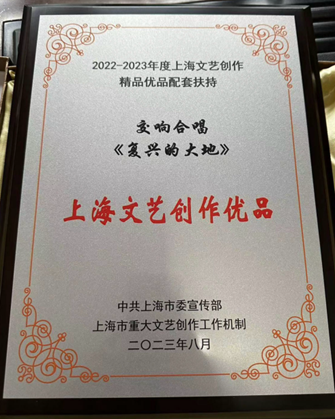 2022-2023年度上海文艺创作
精品优品配套扶持
交响合唱
《复兴的大地》
上海文艺创作优品
中共上海市委宣传部
上海市重大文艺创作工作机制
二〇二三年八月